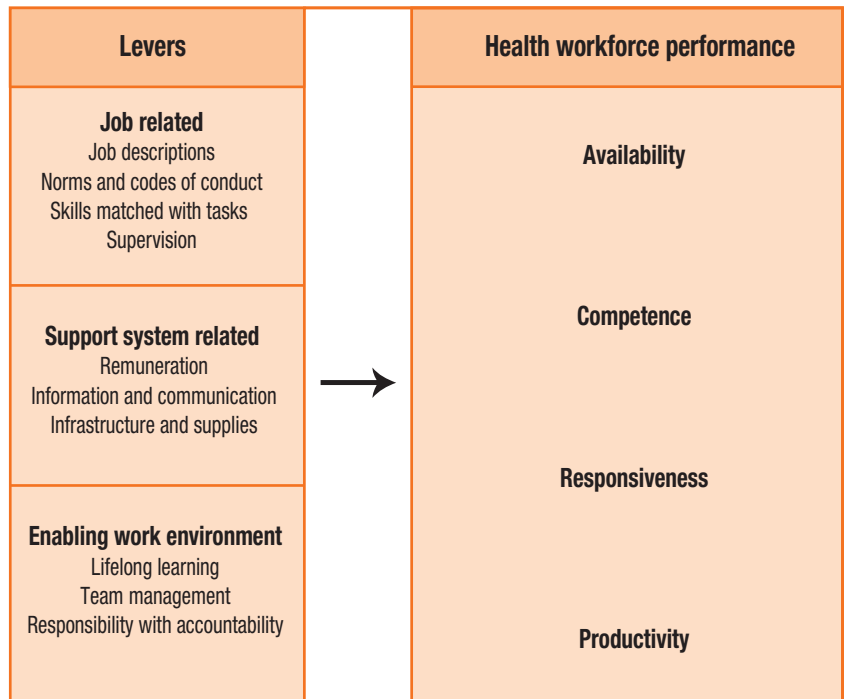 Levers
Job related
Job descriptions
Norms and codes of conduct
Skills matched with tasks
Supervision
Support system related
Remuneration
Information and communication
Infrastructure and supplies
Enabling work environment
Lifelong learning
Team management
Responsibility with accountability
Health workforce performance
Availability
Competence
Responsiveness
Productivity